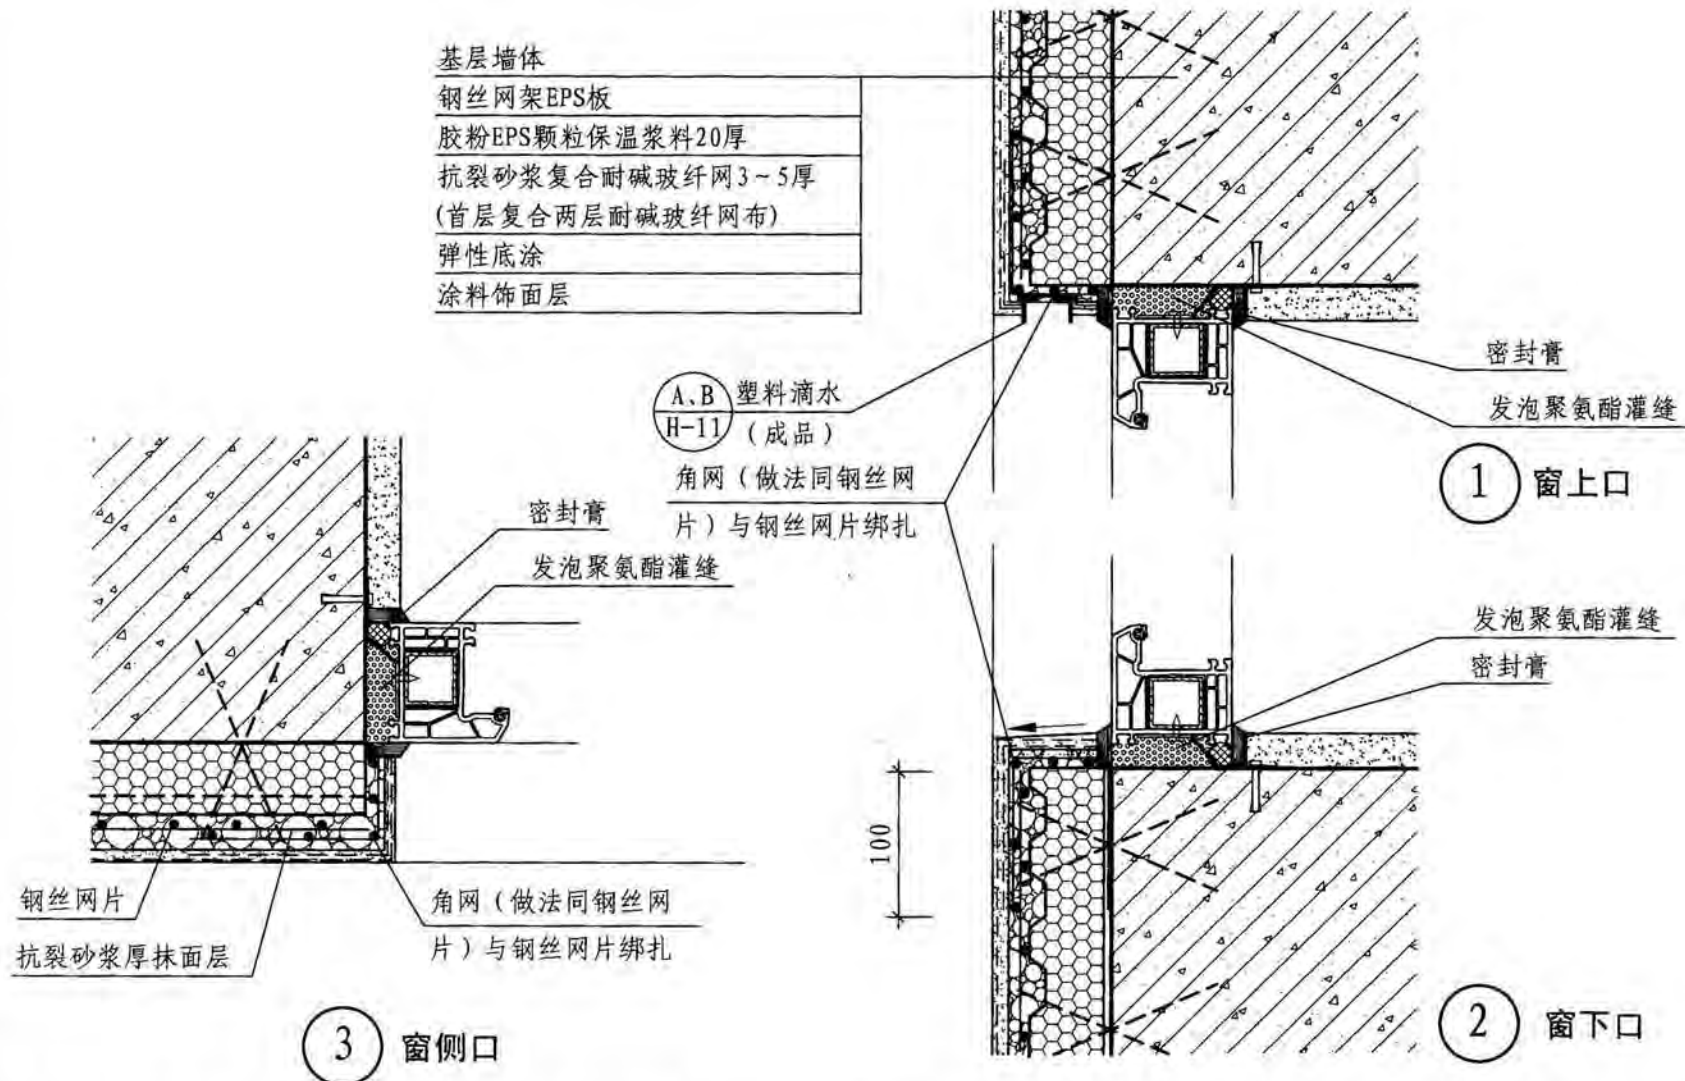 基层墙体
钢丝网架EPS板
胶粉EPS颗粒保温浆料20厚
抗裂砂浆复合耐碱玻纤网3~5厚
(首层复合两层耐碱玻纤网布)
弹性底涂
涂料饰面层
A、B
H-11
塑料滴水
(成品)
角网(做法同钢丝网
片)与钢丝网片绑扎
密封膏
发泡聚氨酯灌缝
1 窗上口
密封膏
发泡聚氨酯灌缝
钢丝网片
抗裂砂浆厚抹面层
角网(做法同钢丝网
片)与钢丝网片绑扎
3 窗侧口
发泡聚氨酯灌缝
密封膏
100
2 窗下口